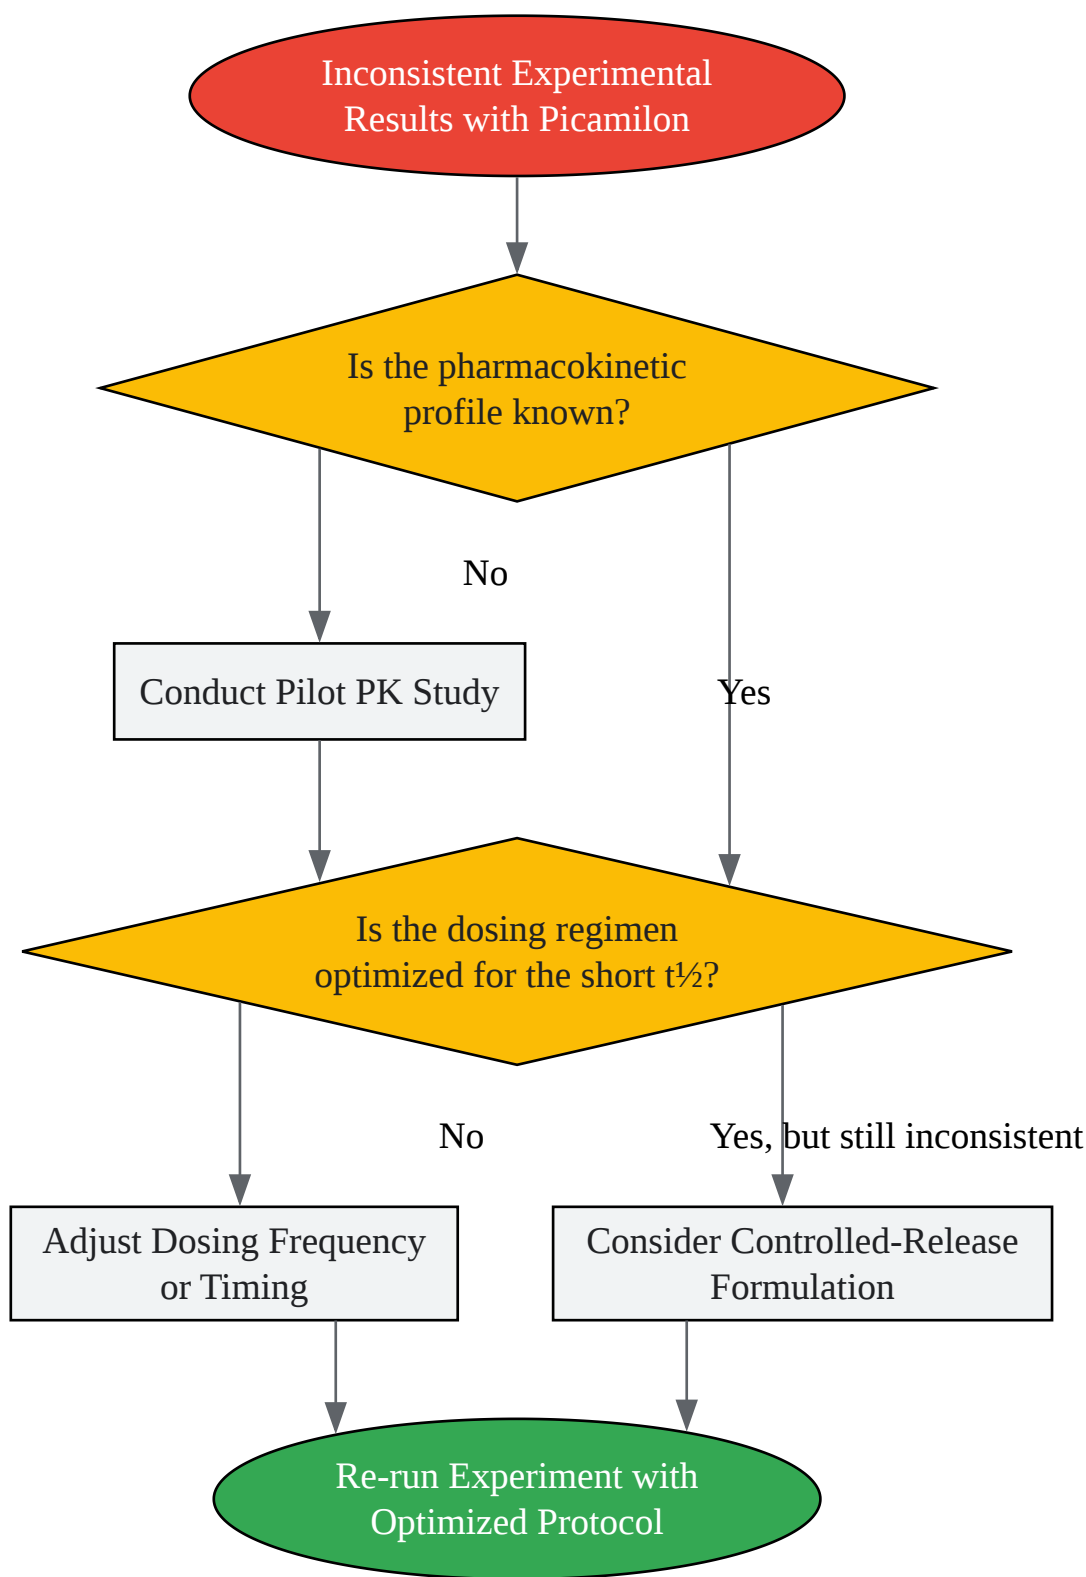 Inconsistent Experimental
Results with Picamilon
Is the pharmacokinetic
profile known?
No
Conduct Pilot PK Study
Yes
Is the dosing regimen
optimized for the short t½?
No
Yes, but still inconsistent
Adjust Dosing Frequency
or Timing
Consider Controlled-Release
Formulation
Re-run Experiment with
Optimized Protocol